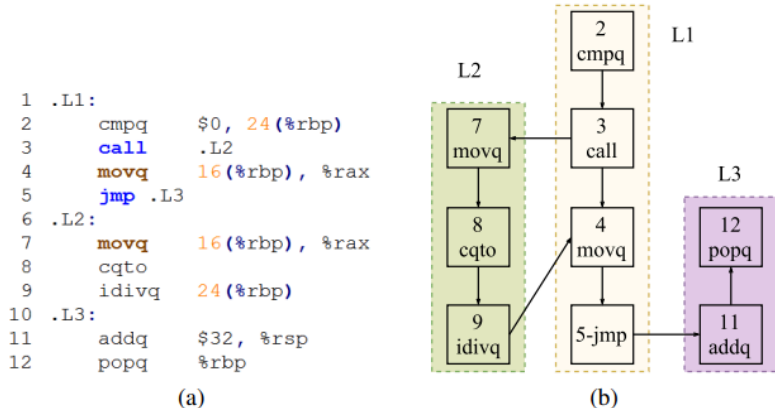 1 .L1:
2 cmpq $0, 24(%rbp)
3 call .L2
4 movq 16(%rbp), %rax
5 jmp .L3
6 .L2:
7 movq 16(%rbp), %rax
8 cqto
9 idivq 24(%rbp)
10 .L3:
11 addq $32, %rsp
12 popq %rbp
(a)
L1
2
cmpq
3
call
4
movq
5-jmp
L2
7
movq
8
cqto
9
idivq
L3
12
popq
11
addq
(b)